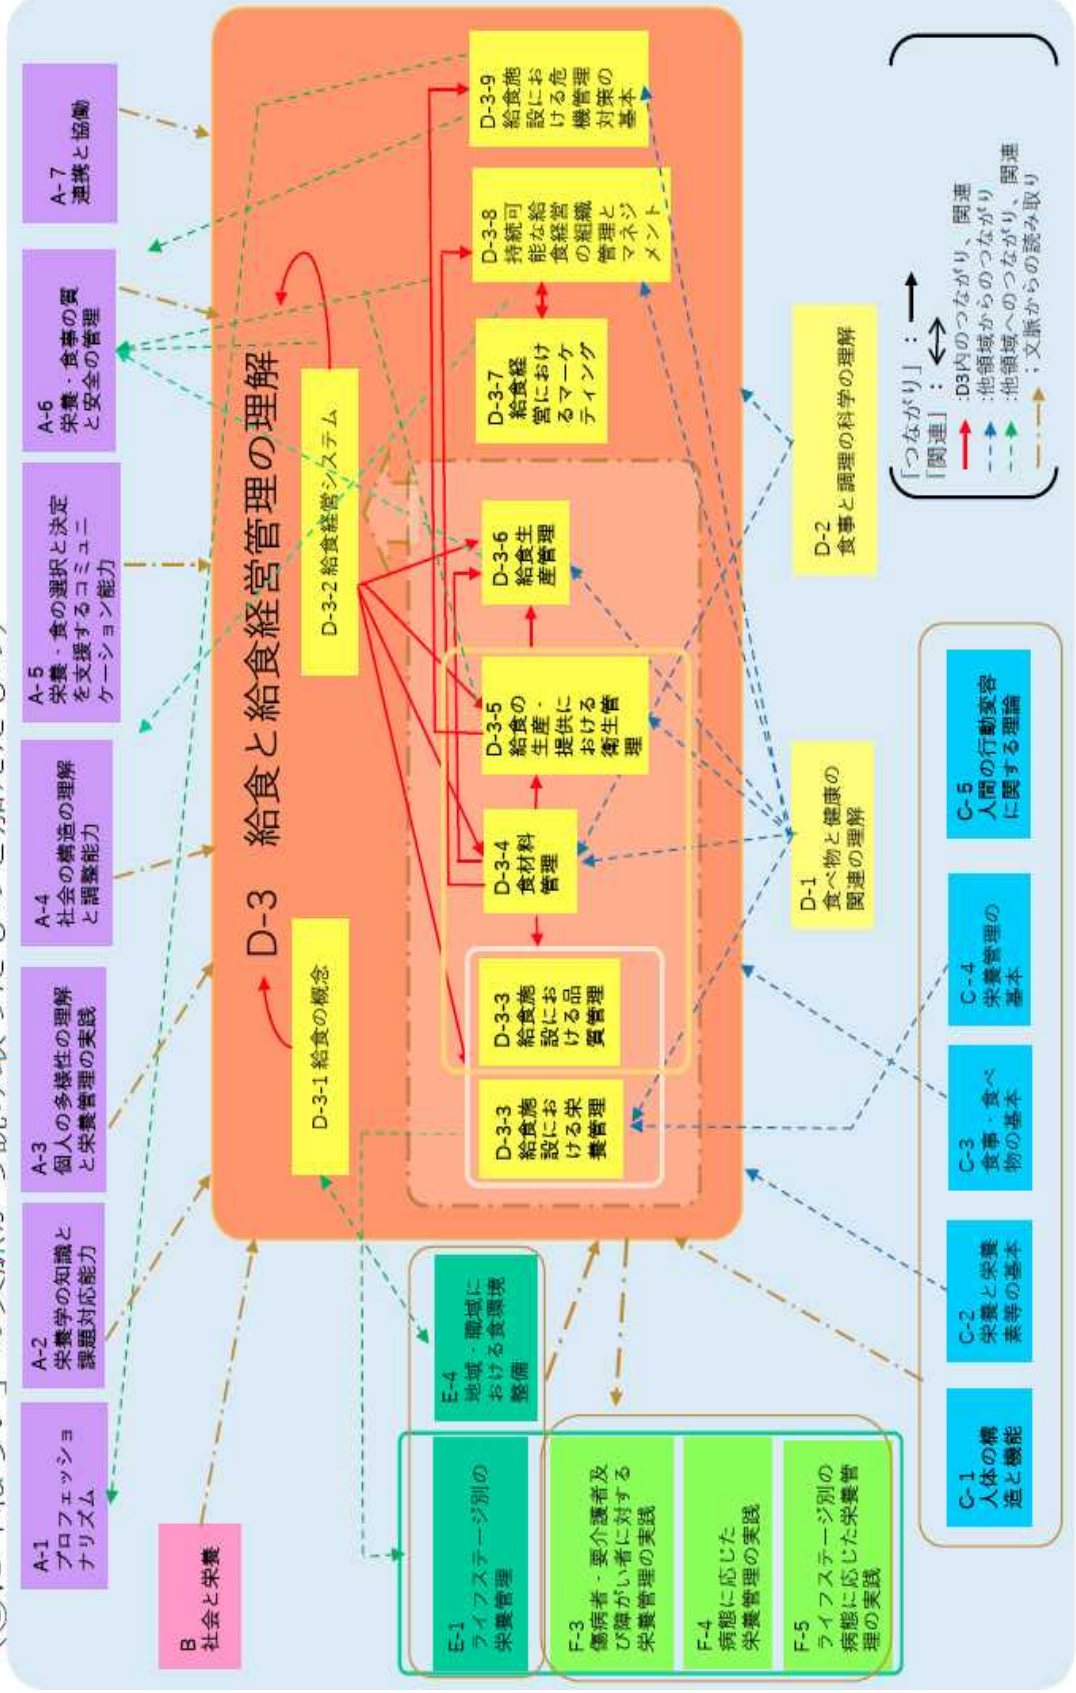 A-1
プロフェッショ
ナリズム
A-2
栄養学の知識と
課題対応能力
A-3
個人の多様性の理解
と栄養管理の実践
A-4
社会の構造の理解
と調整能力
A-5
栄養・食の選択と決定
を支援するコミュニ
ケーション能力
A-6
栄養・食事の質
と安全の管理
A-7
連携と協働
B
社会と栄養
D-3 給食と給食経営管理の理解
D-3-1 給食の概念
D-3-2 給食経営システム
E-1
ライフステージ別の
栄養管理
E-4
地域・職域に
おける食環境
整備
D-3-3
給食施
設にお
ける栄
養管理
D-3-3
給食施
設にお
ける品
質管理
D-3-4
食材料
管理
D-3-5
給食の
生産・
提供に
おける
衛生管
理
D-3-6
給食生
産管理
D-3-7
給食経
営におけ
るマーケ
ティング
D-3-8
持続可
能な給
食経営
の組織
管理と
マネジ
メント
D-3-9
給食施
設にお
ける危
機管理
対策の
基本
F-3
傷病者・要介護者及
び障がい者に対する
栄養管理の実践
F-4
病態に応じた
栄養管理の実践
F-5
ライフステージ別の
病態に応じた栄養管
理の実践
D-1
食べ物と健康の
関連の理解
D-2
食事と調理の科学の理解
C-1
人体の構
造と機能
C-2
栄養と栄養
素等の基本
C-3
食事・食べ
物の基本
C-4
栄養管理の
基本
C-5
人間の行動変容
に関する理論
「つながり」：
「関連」：
:D3内のつながり、関連
:他領域からのつながり
:他領域へのつながり、関連
：文脈からの読み取り